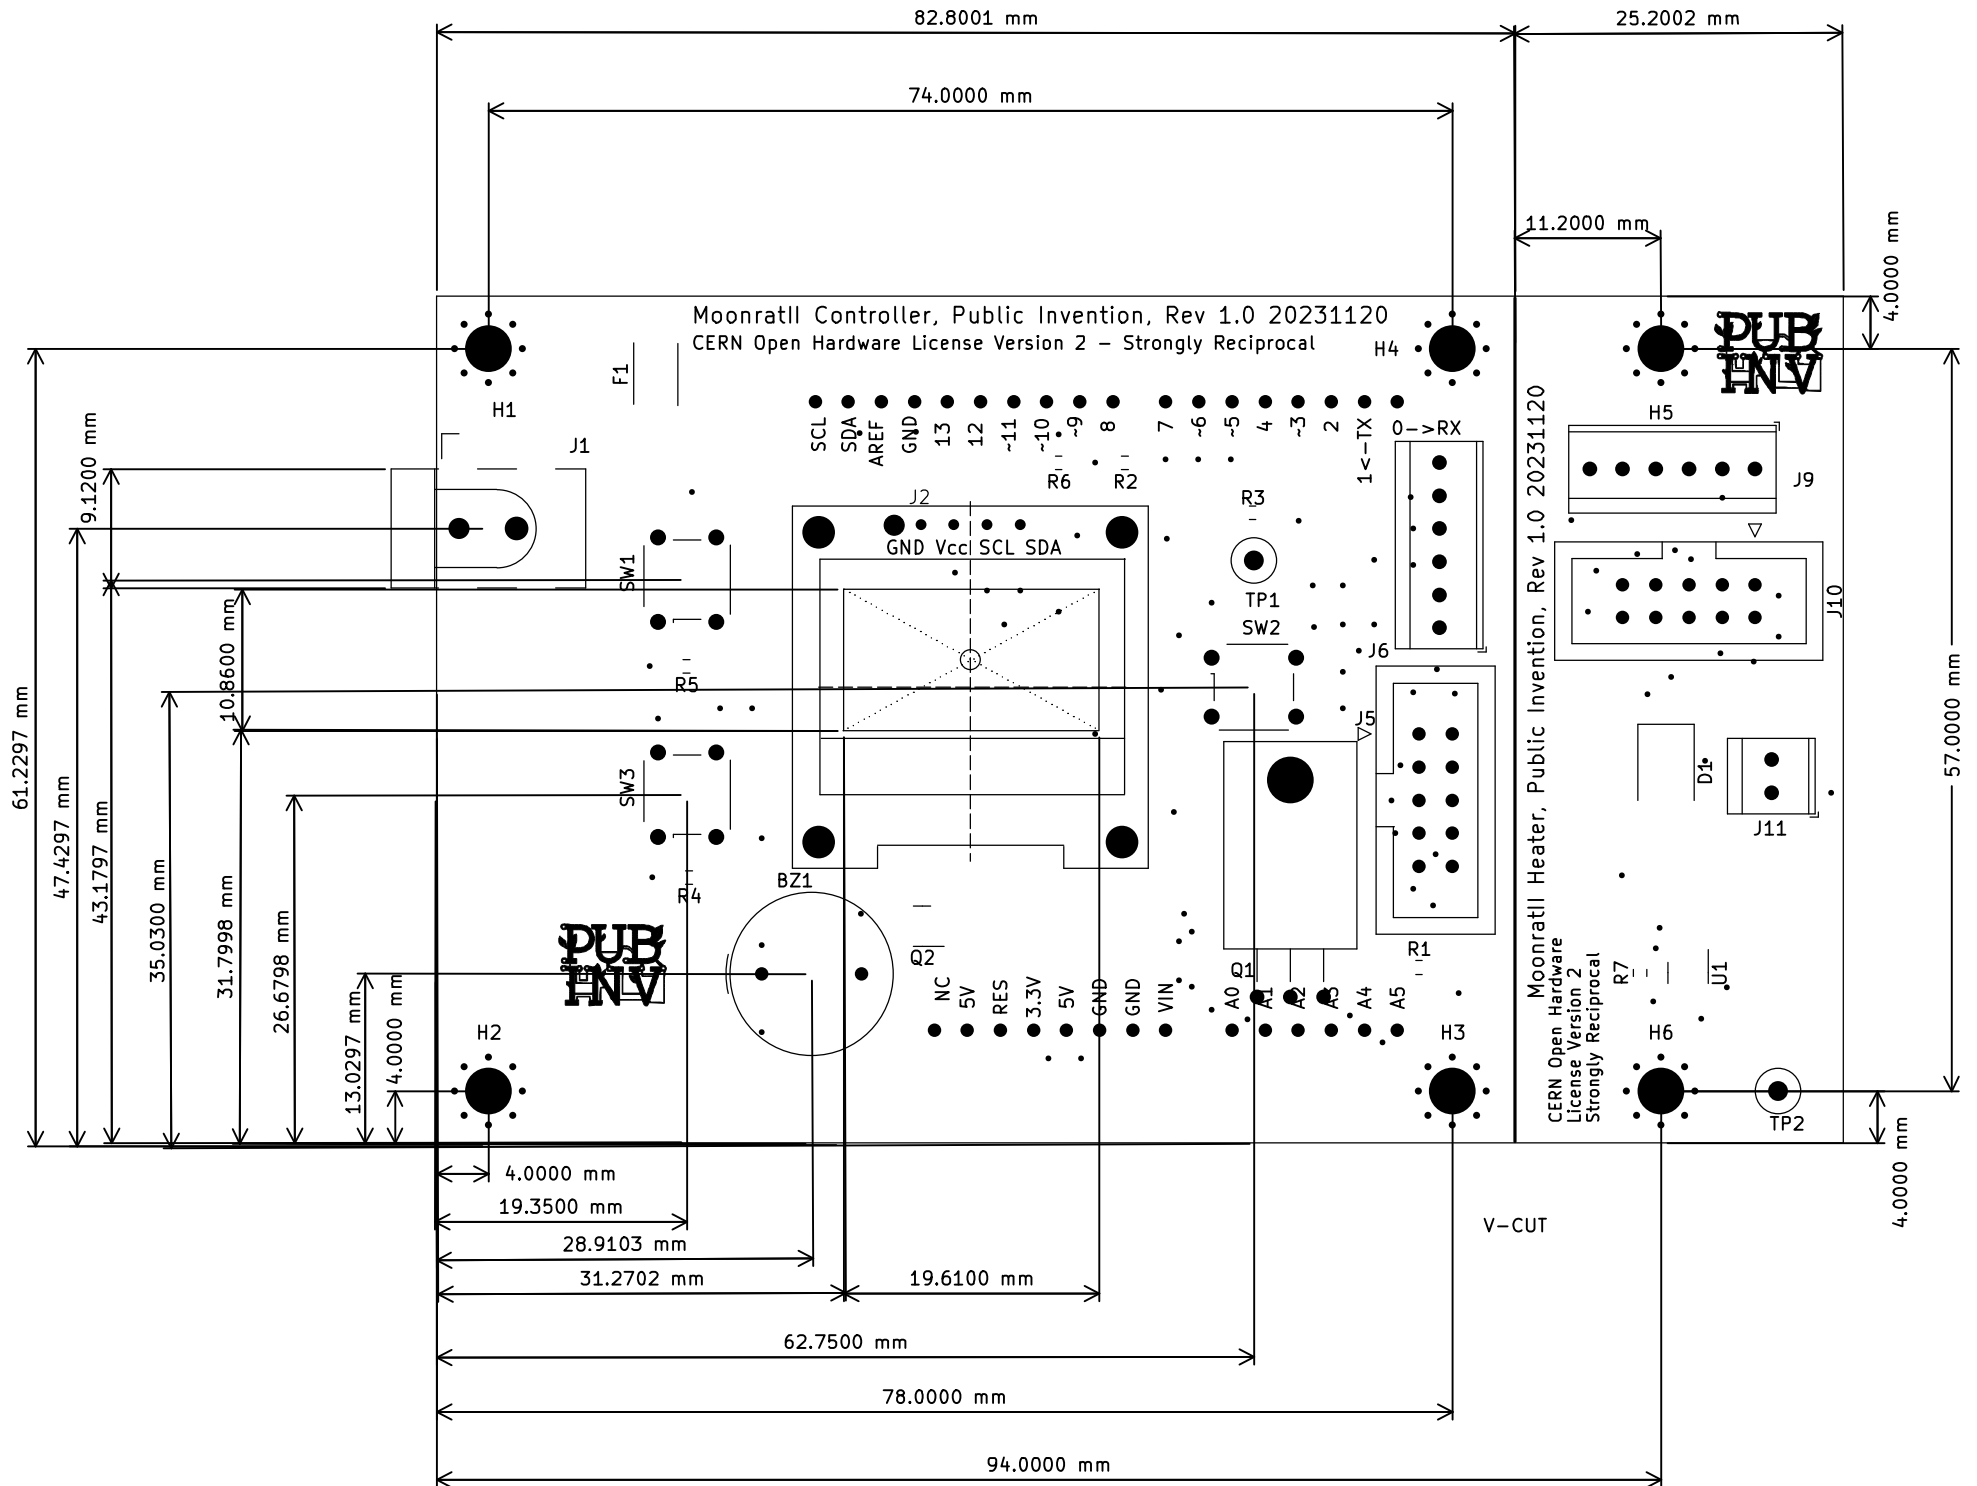 82.8001 mm
25.2002 mm
74.0000 mm
11.2000 mm
4.0000 mm
MoonratII Controller, Public Invention, Rev 1.0 20231120
CERN Open Hardware License Version 2 - Strongly Reciprocal
PUB
INV
H1
H4
H5
F1
J1
SCL
SDA
AREF
GND
13
12
~11
~10
~9
8
7
~6
~5
4
~3
2
1<-TX
0->RX
R6
R2
R3
J2
GND Vcc SCL SDA
TP1
SW2
SW1
R5
SW3
R4
J6
J5
J9
J10
D1
J11
MoonratII Heater, Public Invention, Rev 1.0 20231120
CERN Open Hardware
License Version 2
Strongly Reciprocal
57.0000 mm
61.2297 mm
9.1200 mm
47.4297 mm
43.1797 mm
35.0300 mm
10.8600 mm
31.7998 mm
26.6798 mm
13.0297 mm
4.0000 mm
PUB
INV
BZ1
Q2
Q1
R1
R7
U1
NC
5V
RES
3.3V
5V
GND
GND
VIN
A0
A1
A2
A3
A4
A5
H2
H3
H6
TP2
4.0000 mm
4.0000 mm
19.3500 mm
V-CUT
28.9103 mm
31.2702 mm
19.6100 mm
62.7500 mm
78.0000 mm
94.0000 mm